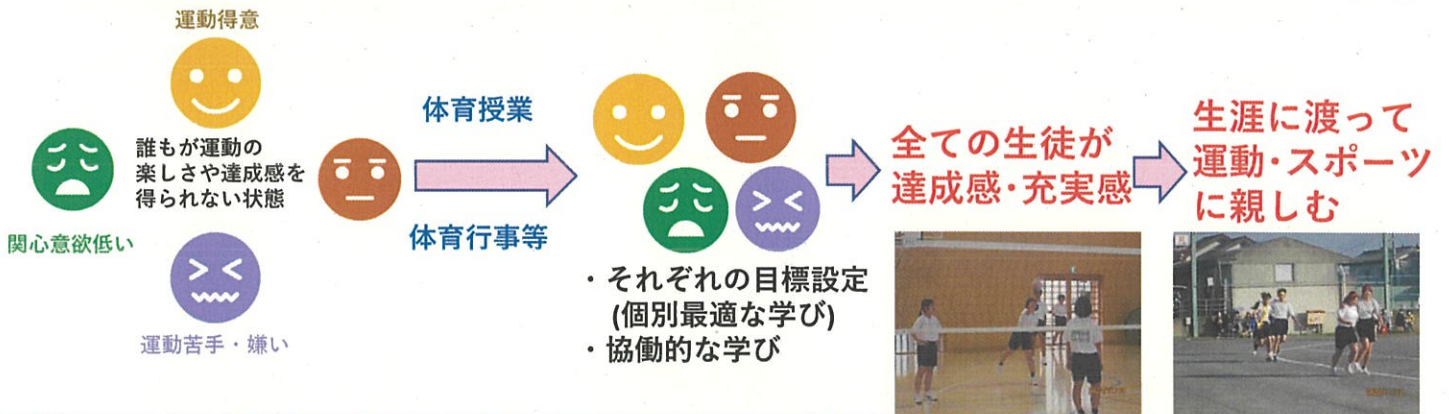 運動得意
誰もが運動の
楽しさや達成感を
得られない状態
関心意欲低い
運動苦手・嫌い
体育授業
体育行事等
・それぞれの目標設定
(個別最適な学び)
・協働的な学び
全ての生徒が
達成感・充実感
生涯に渡って
運動・スポーツ
に親しむ